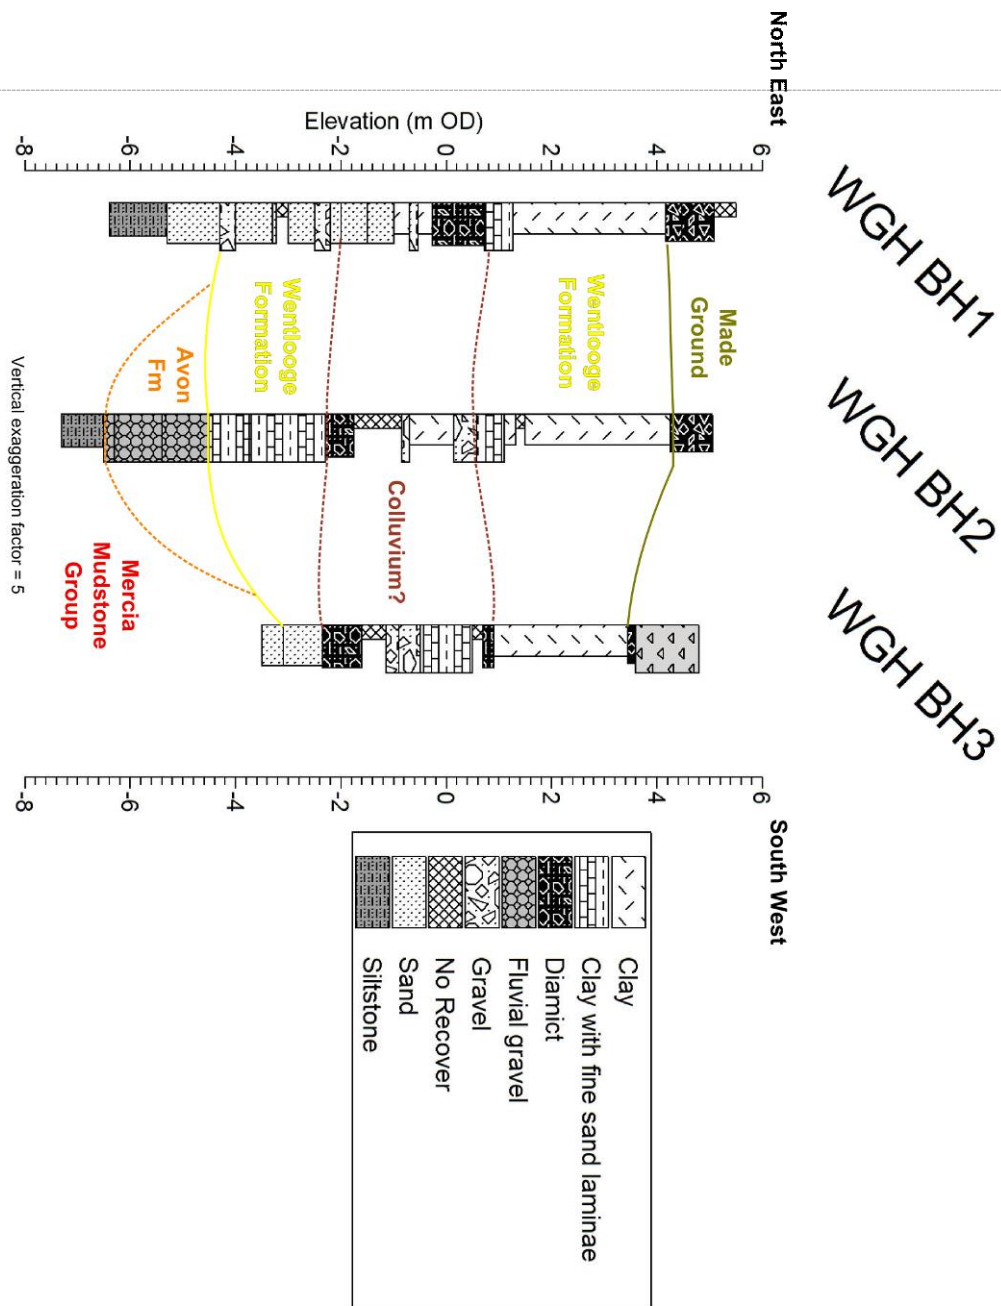 WGH BH1
WGH BH2
WGH BH3
North East
South West
6
4
2
0
-2
-4
-6
-8
Elevation (m OD)
6
4
2
0
-2
-4
-6
-8
Made
Ground
Wentlooge
Formation
Colluvium?
Wentlooge
Formation
Avon
Fm
Mercia
Mudstone
Group
Vertical exaggeration factor = 5
Clay
Clay with fine sand laminae
Diamict
Fluvial gravel
Gravel
No Recover
Sand
Siltstone